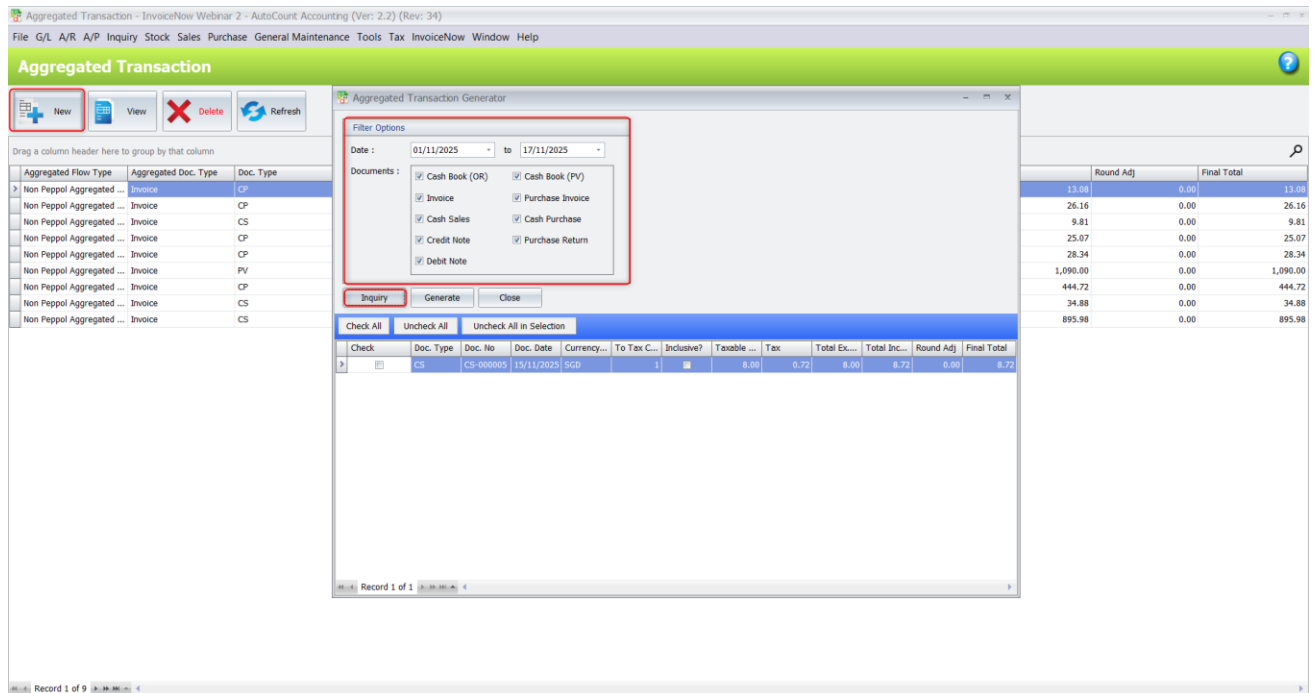 Aggregated Transaction - InvoiceNow Webinar 2 - AutoCount Accounting (Ver: 2.2) (Rev: 34)
File G/L A/R A/P Inquiry Stock Sales Purchase General Maintenance Tools Tax InvoiceNow Window Help
Aggregated Transaction
New View Delete Refresh
Drag a column header here to group by that column
Aggregated Flow Type Aggregated Doc. Type Doc. Type Round Adj Final Total
Non Peppol Aggregated ... Invoice CP 13.08 0.00 13.08
Non Peppol Aggregated ... Invoice CP 26.16 0.00 26.16
Non Peppol Aggregated ... Invoice CS 9.81 0.00 9.81
Non Peppol Aggregated ... Invoice CP 25.07 0.00 25.07
Non Peppol Aggregated ... Invoice CP 28.34 0.00 28.34
Non Peppol Aggregated ... Invoice PV 1,090.00 0.00 1,090.00
Non Peppol Aggregated ... Invoice CP 444.72 0.00 444.72
Non Peppol Aggregated ... Invoice CS 34.88 0.00 34.88
Non Peppol Aggregated ... Invoice CS 895.98 0.00 895.98
Aggregated Transaction Generator
Filter Options
Date : 01/11/2025 to 17/11/2025
Documents : Cash Book (OR) Cash Book (PV)
Invoice Purchase Invoice
Cash Sales Cash Purchase
Credit Note Purchase Return
Debit Note
Inquiry Generate Close
Check All Uncheck All Uncheck All in Selection
Check Doc. Type Doc. No Doc. Date Currency... To Tax C... Inclusive? Taxable ... Tax Total Ex.... Total Inc... Round Adj Final Total
CS CS-000005 15/11/2025 SGD 1 8.00 0.72 8.00 8.72 0.00 8.72
Record 1 of 1
Record 1 of 9